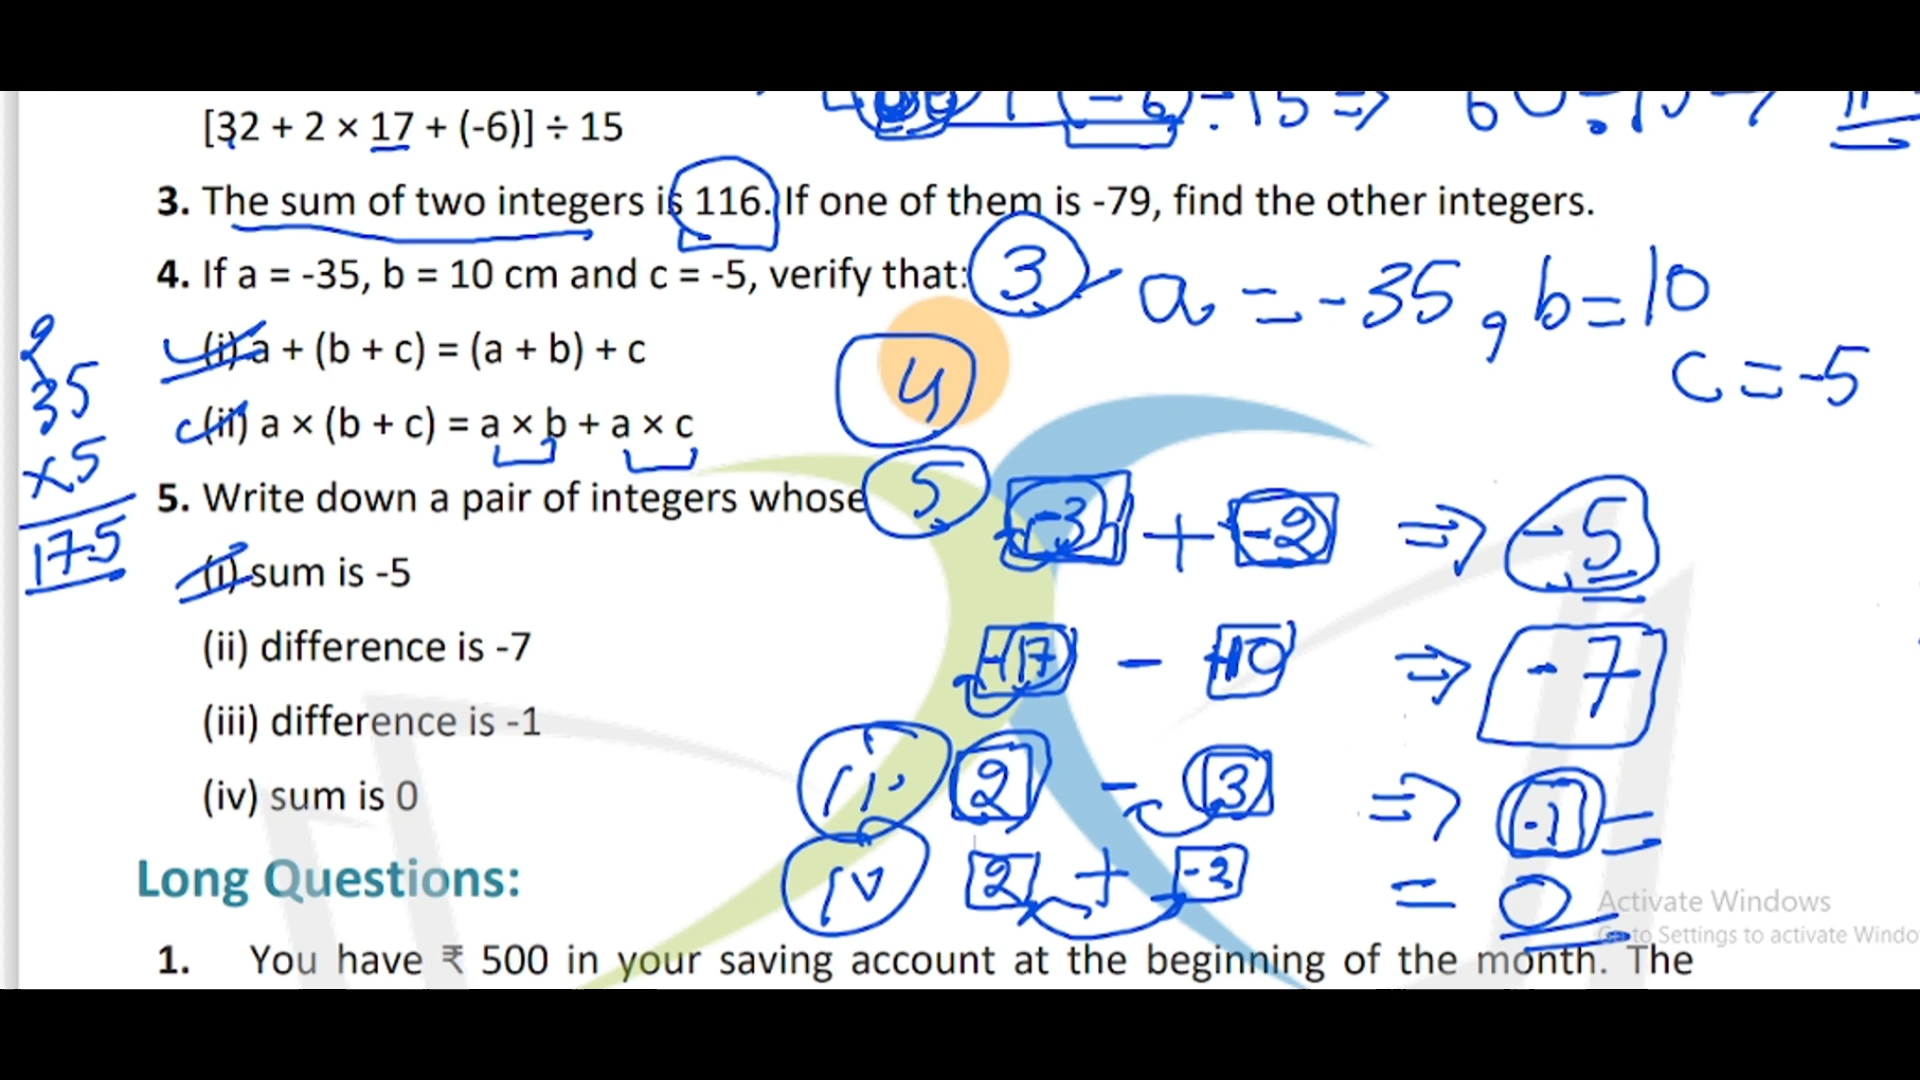 [32 + 2 × 17 + (-6)] ÷ 15
3. The sum of two integers is 116. If one of them is -79, find the other integers.
4. If a = -35, b = 10 cm and c = -5, verify that:
3
a = -35, b = 10
c = -5
(i) a + (b + c) = (a + b) + c
4
(ii) a × (b + c) = a × b + a × c
2
35
×5
175
5. Write down a pair of integers whose
5
-3 + -2 ⇒ -5
(i) sum is -5
(ii) difference is -7
-17 - -10 ⇒ -7
(iii) difference is -1
2 - 3 ⇒ -1 =
(iv) sum is 0
iv 2 + -2 = 0
Long Questions:
Activate Windows
Go to Settings to activate Windo
1. You have ₹ 500 in your saving account at the beginning of the month. The